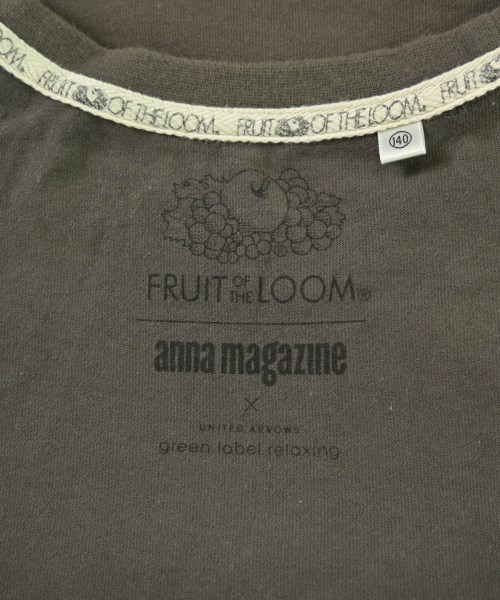 OOM. FRUIT OF THE LOOM. FRUIT OF THE LOOM.
140
FRUIT OF THE LOOM®
anna magazine
×
UNITED ARROWS
green label relaxing